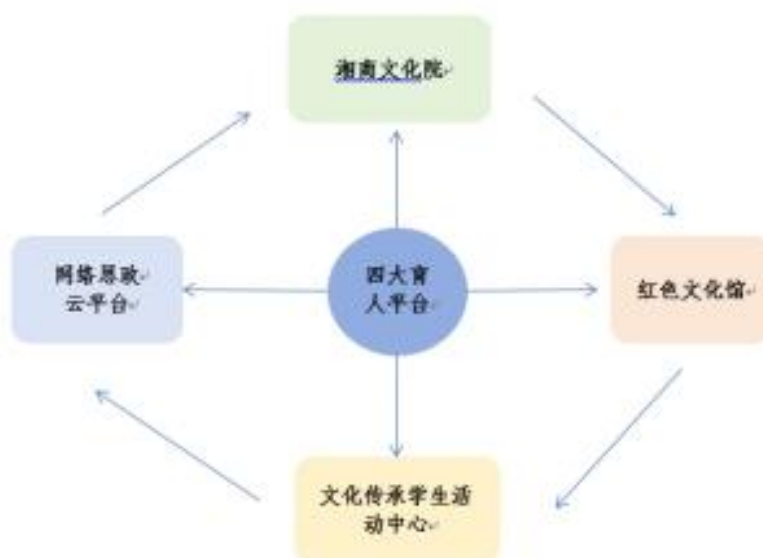 湘南文化院
网络思政
云平台
四大育
人平台
红色文化馆
文化传承学生活
动中心